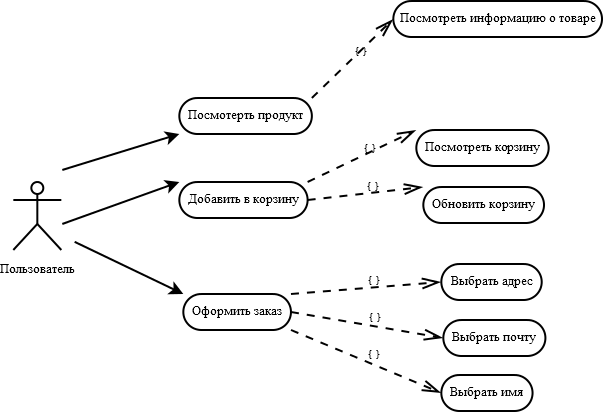 Посмотреть информацию о товаре
{ }
Посмотерть продукт
Посмотреть корзину
{ }
Добавить в корзину
{ }
Обновить корзину
Пользователь
Выбрать адрес
{ }
Оформить заказ
{ }
Выбрать почту
{ }
Выбрать имя